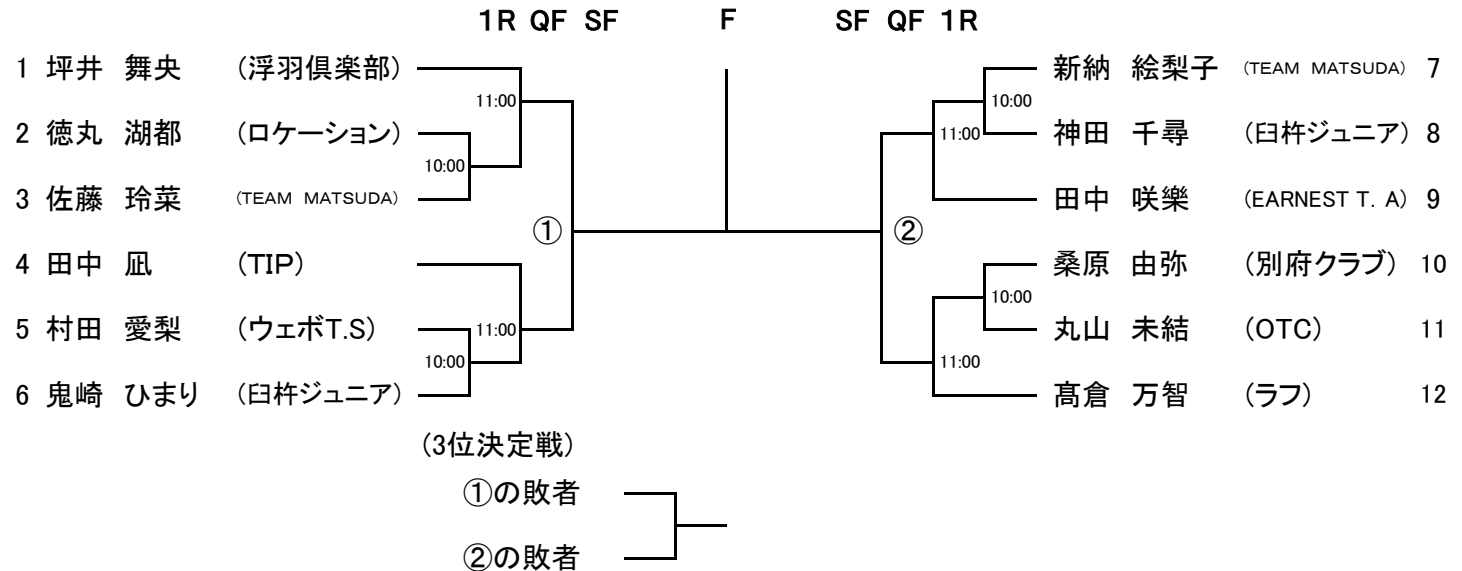 1R QF SF F SF QF 1R
1 坪井 舞央 (浮羽倶楽部) 新納 絵梨子 (TEAM MATSUDA) 7
11:00 10:00
2 徳丸 湖都 (ロケーション) 11:00 神田 千尋 (臼杵ジュニア) 8
10:00
3 佐藤 玲菜 (TEAM MATSUDA) 田中 咲樂 (EARNEST T. A) 9
① ②
4 田中 凪 (TIP) 桑原 由弥 (別府クラブ) 10
10:00
5 村田 愛梨 (ウェボT.S) 11:00 丸山 未結 (OTC) 11
10:00 11:00
6 鬼崎 ひまり (臼杵ジュニア) 髙倉 万智 (ラフ) 12
(3位決定戦)
①の敗者
②の敗者